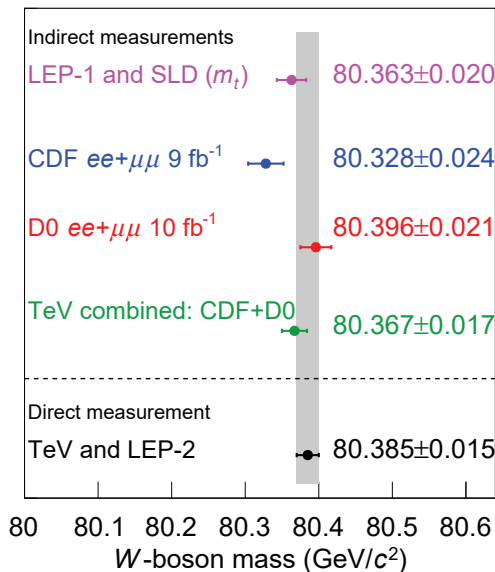 Indirect measurements
LEP-1 and SLD (mₜ) 80.363±0.020
CDF ee+μμ 9 fb⁻¹ 80.328±0.024
D0 ee+μμ 10 fb⁻¹ 80.396±0.021
TeV combined: CDF+D0 80.367±0.017
Direct measurement
TeV and LEP-2 80.385±0.015
80 80.1 80.2 80.3 80.4 80.5 80.6
W-boson mass (GeV/c²)